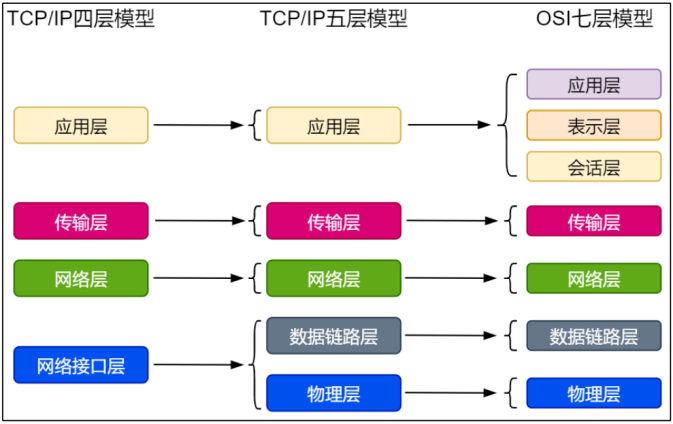 TCP/IP四层模型
TCP/IP五层模型
OSI七层模型
应用层
应用层
应用层
表示层
会话层
传输层
传输层
传输层
网络层
网络层
网络层
网络接口层
数据链路层
数据链路层
物理层
物理层